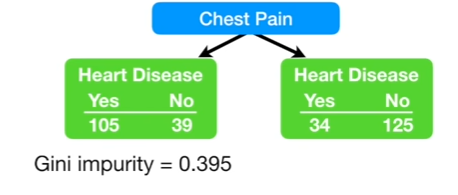 Chest Pain
Heart Disease
Yes No
105 39
Heart Disease
Yes No
34 125
Gini impurity = 0.395